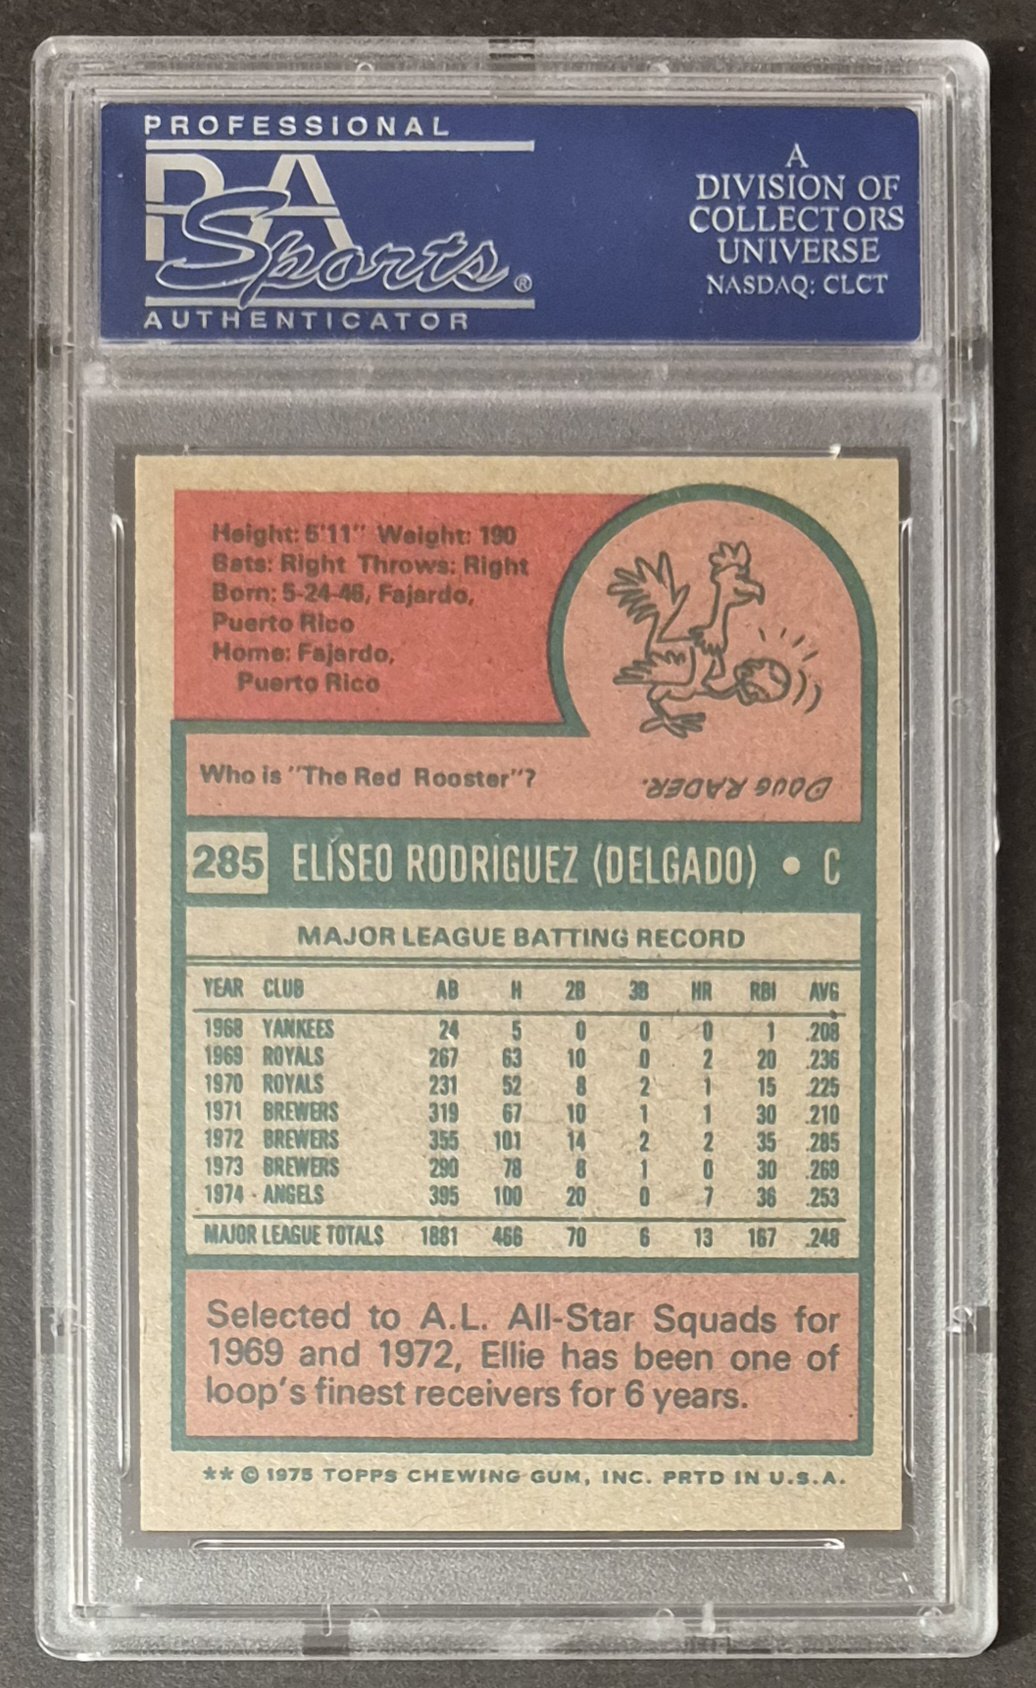 PROFESSIONAL
PSA
Sports®
AUTHENTICATOR
A
DIVISION OF
COLLECTORS
UNIVERSE
NASDAQ: CLCT
Height: 5'11" Weight: 190
Bats: Right Throws: Right
Born: 5-24-46, Fajardo,
Puerto Rico
Home: Fajardo,
Puerto Rico
Who is "The Red Rooster"?
DOUG RADER.
285 ELÍSEO RODRÍGUEZ (DELGADO) • C
MAJOR LEAGUE BATTING RECORD
YEAR CLUB AB H 2B 3B HR RBI AVG
1968 YANKEES 24 5 0 0 0 1 .208
1969 ROYALS 267 63 10 0 2 20 .236
1970 ROYALS 231 52 8 2 1 15 .225
1971 BREWERS 319 67 10 1 1 30 .210
1972 BREWERS 355 101 14 2 2 35 .285
1973 BREWERS 290 78 8 1 0 30 .269
1974 ANGELS 395 100 20 0 7 36 .253
MAJOR LEAGUE TOTALS 1881 466 70 6 13 167 .248
Selected to A.L. All-Star Squads for
1969 and 1972, Ellie has been one of
loop's finest receivers for 6 years.
** © 1975 TOPPS CHEWING GUM, INC. PRTD IN U.S.A.